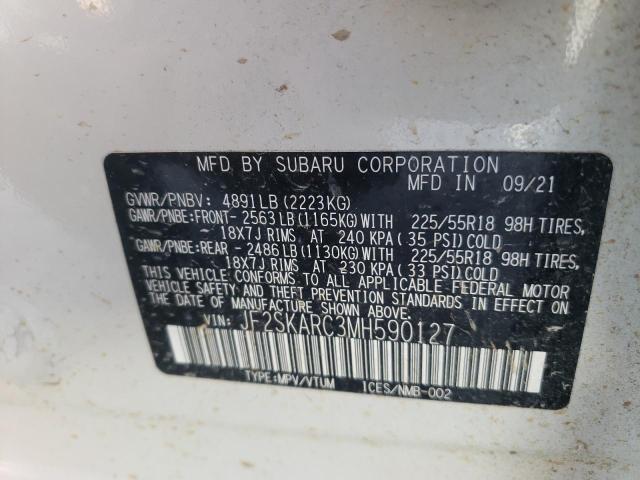 MFD BY SUBARU CORPORATION
MFD IN 09/21
GVWR/PNBV: 4891LB (2223KG)
GAWR/PNBE:FRONT- 2563 LB (1165KG) WITH 225/55R18 98H TIRES,
18X7J RIMS AT 240 KPA ( 35 PSI) COLD
GAWR/PNBE:REAR - 2486 LB (1130KG) WITH 225/55R18 98H TIRES,
18X7J RIMS AT 230 KPA ( 33 PSI) COLD
THIS VEHICLE CONFORMS TO ALL APPLICABLE FEDERAL MOTOR
VEHICLE SAFETY AND THEFT PREVENTION STANDARDS IN EFFECT ON
THE DATE OF MANUFACTURE SHOWN ABOVE.
VIN: JF2SKARC3MH590127
TYPE:MPV/VTUM ICES/NMB-002